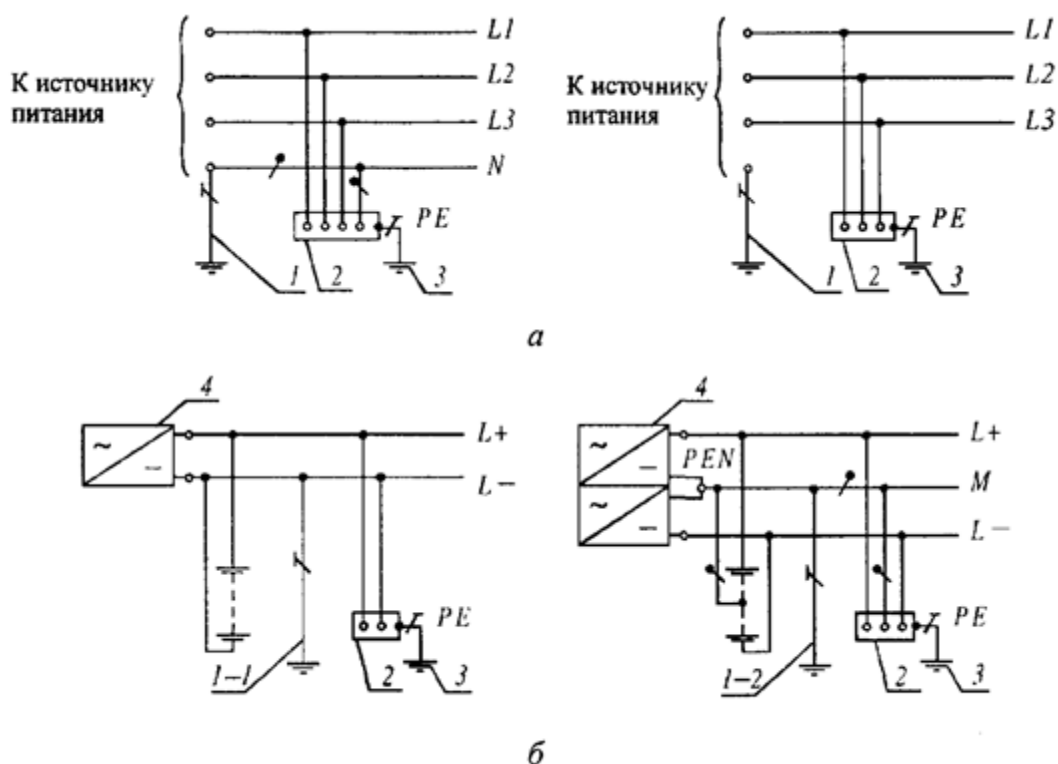 L1
L2
К источнику
питания
L3
N
PE
1
2
3
L1
L2
К источнику
питания
L3
PE
1
2
3
а
4
L+
L−
PE
1-1
2
3
4
L+
PEN
M
L−
PE
1-2
2
3
б
~
−
~
−
~
−